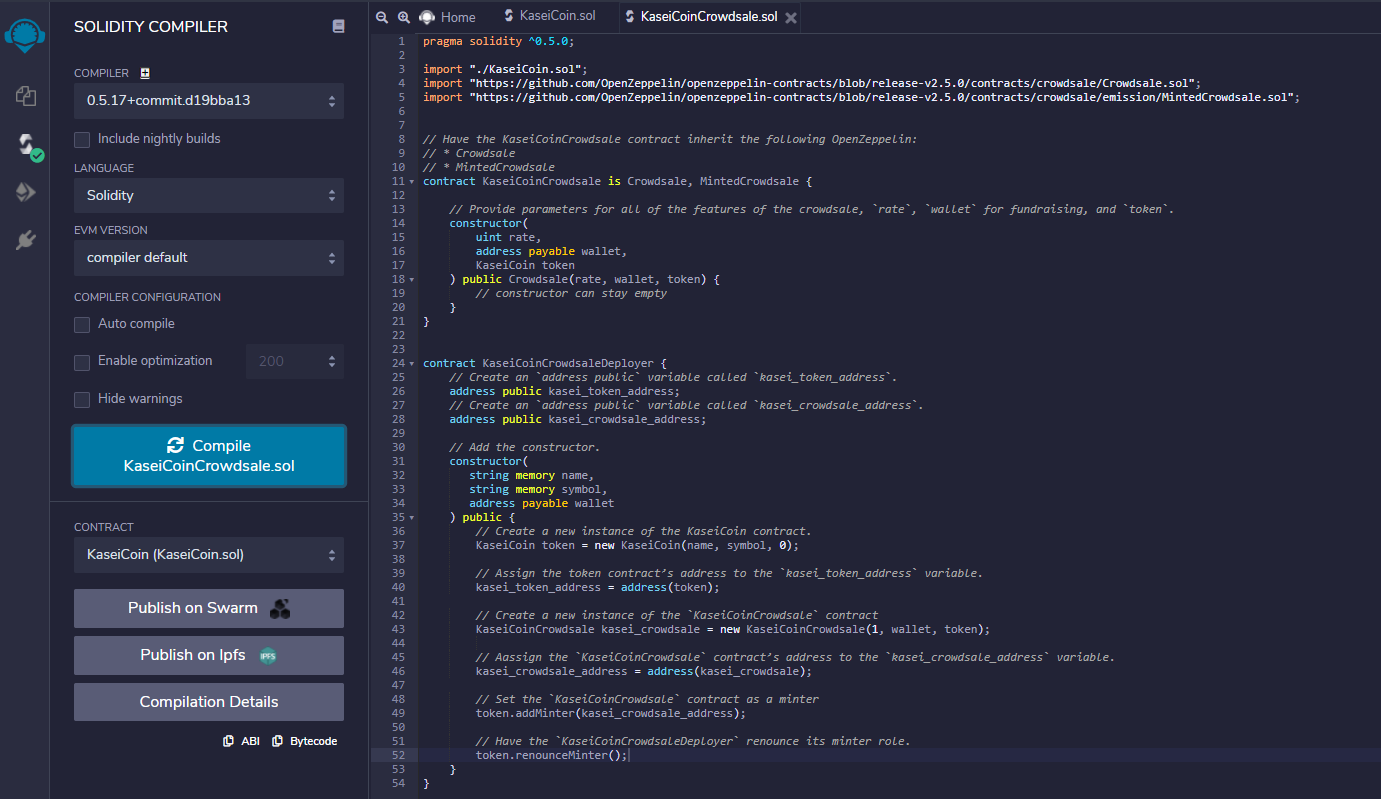 SOLIDITY COMPILER
COMPILER
0.5.17+commit.d19bba13
Include nightly builds
LANGUAGE
Solidity
EVM VERSION
compiler default
COMPILER CONFIGURATION
Auto compile
Enable optimization
200
Hide warnings
Compile
KaseiCoinCrowdsale.sol
CONTRACT
KaseiCoin (KaseiCoin.sol)
Publish on Swarm
Publish on Ipfs
IPFS
Compilation Details
ABI
Bytecode
Home
KaseiCoin.sol
KaseiCoinCrowdsale.sol
1 pragma solidity ^0.5.0;
2
3 import "./KaseiCoin.sol";
4 import "https://github.com/OpenZeppelin/openzeppelin-contracts/blob/release-v2.5.0/contracts/crowdsale/Crowdsale.sol";
5 import "https://github.com/OpenZeppelin/openzeppelin-contracts/blob/release-v2.5.0/contracts/crowdsale/emission/MintedCrowdsale.sol";
6
7
8 // Have the KaseiCoinCrowdsale contract inherit the following OpenZeppelin:
9 // * Crowdsale
10 // * MintedCrowdsale
11 contract KaseiCoinCrowdsale is Crowdsale, MintedCrowdsale {
12
13     // Provide parameters for all of the features of the crowdsale, `rate`, `wallet` for fundraising, and `token`.
14     constructor(
15         uint rate,
16         address payable wallet,
17         KaseiCoin token
18     ) public Crowdsale(rate, wallet, token) {
19         // constructor can stay empty
20     }
21 }
22
23
24 contract KaseiCoinCrowdsaleDeployer {
25     // Create an `address public` variable called `kasei_token_address`.
26     address public kasei_token_address;
27     // Create an `address public` variable called `kasei_crowdsale_address`.
28     address public kasei_crowdsale_address;
29
30     // Add the constructor.
31     constructor(
32        string memory name,
33        string memory symbol,
34        address payable wallet
35     ) public {
36         // Create a new instance of the KaseiCoin contract.
37         KaseiCoin token = new KaseiCoin(name, symbol, 0);
38
39         // Assign the token contract’s address to the `kasei_token_address` variable.
40         kasei_token_address = address(token);
41
42         // Create a new instance of the `KaseiCoinCrowdsale` contract
43         KaseiCoinCrowdsale kasei_crowdsale = new KaseiCoinCrowdsale(1, wallet, token);
44
45         // Aassign the `KaseiCoinCrowdsale` contract’s address to the `kasei_crowdsale_address` variable.
46         kasei_crowdsale_address = address(kasei_crowdsale);
47
48         // Set the `KaseiCoinCrowdsale` contract as a minter
49         token.addMinter(kasei_crowdsale_address);
50
51         // Have the `KaseiCoinCrowdsaleDeployer` renounce its minter role.
52         token.renounceMinter();
53     }
54 }